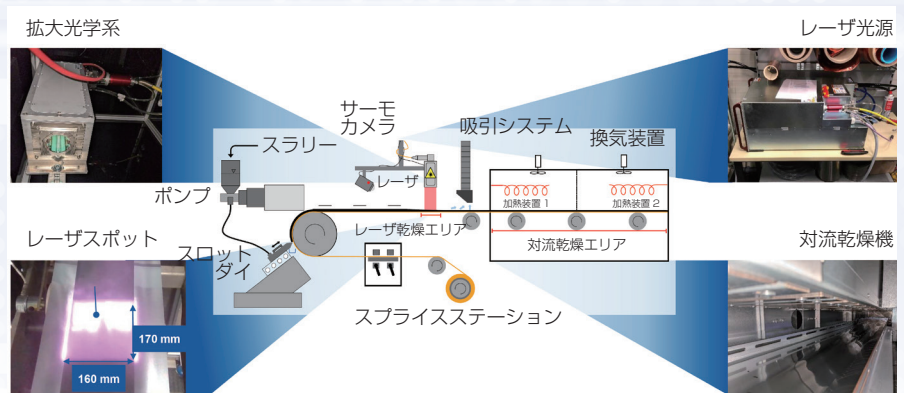 拡大光学系
レーザ光源
サーモ
カメラ
吸引システム
換気装置
スラリー
レーザ
ポンプ
加熱装置 1
加熱装置 2
レーザスポット
レーザ乾燥エリア
対流乾燥エリア
対流乾燥機
スロット
ダイ
スプライスステーション
170 mm
160 mm